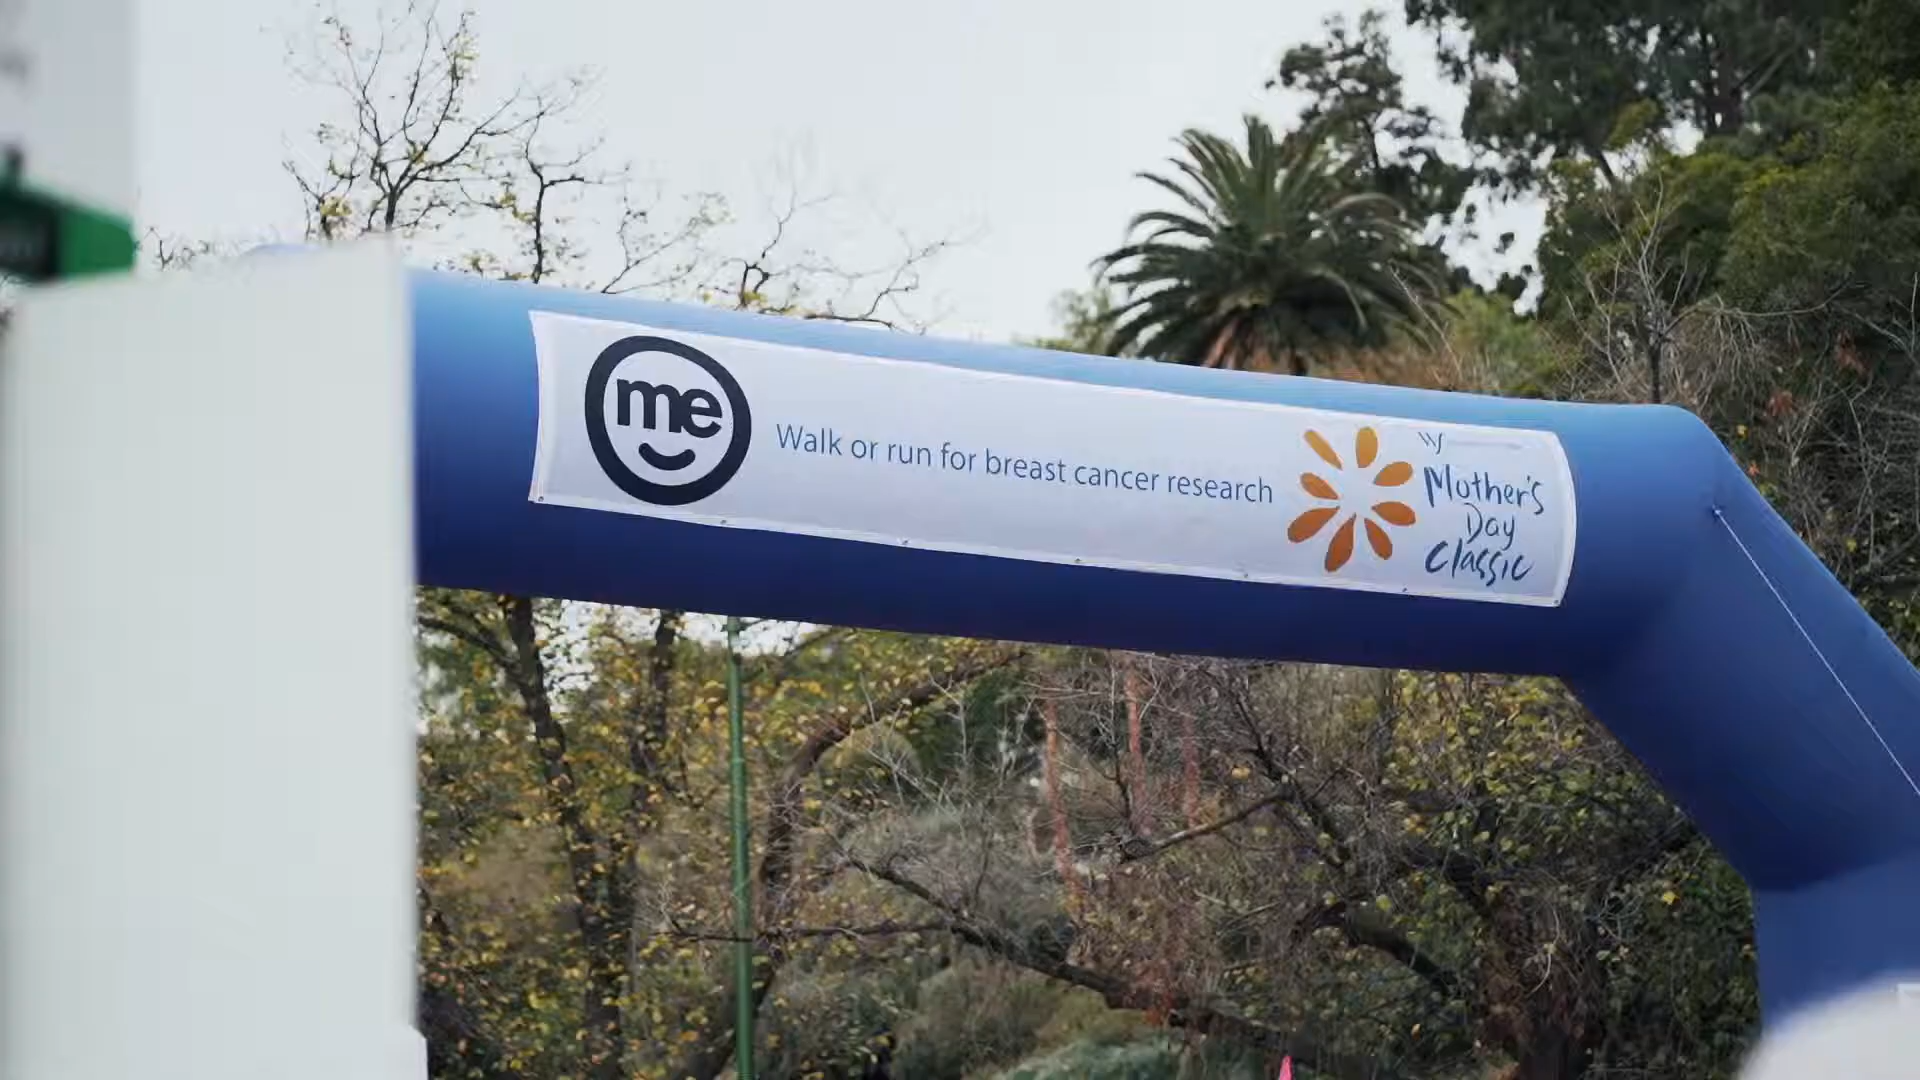 me
Walk or run for breast cancer research
Mother's
Day
Classic